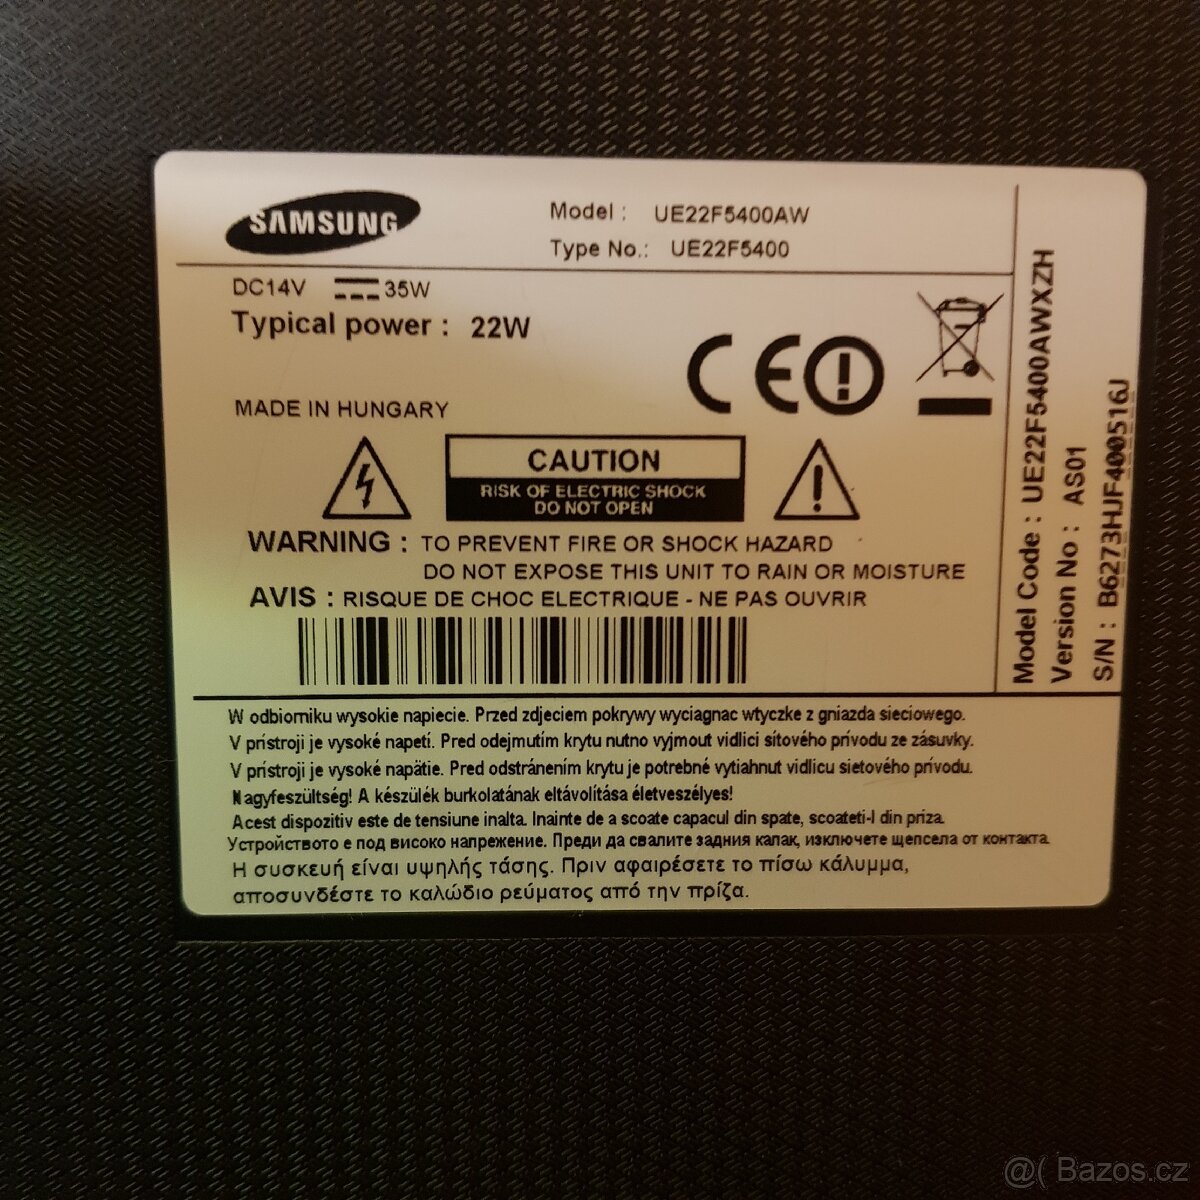 SAMSUNG
Model : UE22F5400AW
Type No.: UE22F5400
DC14V 35W
Typical power : 22W
MADE IN HUNGARY
CAUTION
RISK OF ELECTRIC SHOCK
DO NOT OPEN
WARNING : TO PREVENT FIRE OR SHOCK HAZARD
DO NOT EXPOSE THIS UNIT TO RAIN OR MOISTURE
AVIS : RISQUE DE CHOC ELECTRIQUE - NE PAS OUVRIR
Model Code : UE22F5400AWXZH
Version No : AS01
S/N : B6273HJF400516J
W odbiorniku wysokie napiecie. Przed zdjeciem pokrywy wyciagnac wtyczke z gniazda sieciowego.
V prístroji je vysoké napetí. Pred odejmutím krytu nutno vyjmout vidlici sítového prívodu ze zásuvky.
V prístroji je vysoké napätie. Pred odstránením krytu je potrebné vytiahnut vidlicu sietového prívodu.
Nagyfeszültség! A készülék burkolatának eltávolítása életveszélyes!
Acest dispozitiv este de tensiune inalta. Inainte de a scoate capacul din spate, scoateti-l din priza.
Устройството е под високо напрежение. Преди да свалите задния капак, изключете щепсела от контакта.
Η συσκευή είναι υψηλής τάσης. Πριν αφαιρέσετε το πίσω κάλυμμα,
αποσυνδέστε το καλώδιο ρεύματος από την πρίζα.
@( Bazos.cz